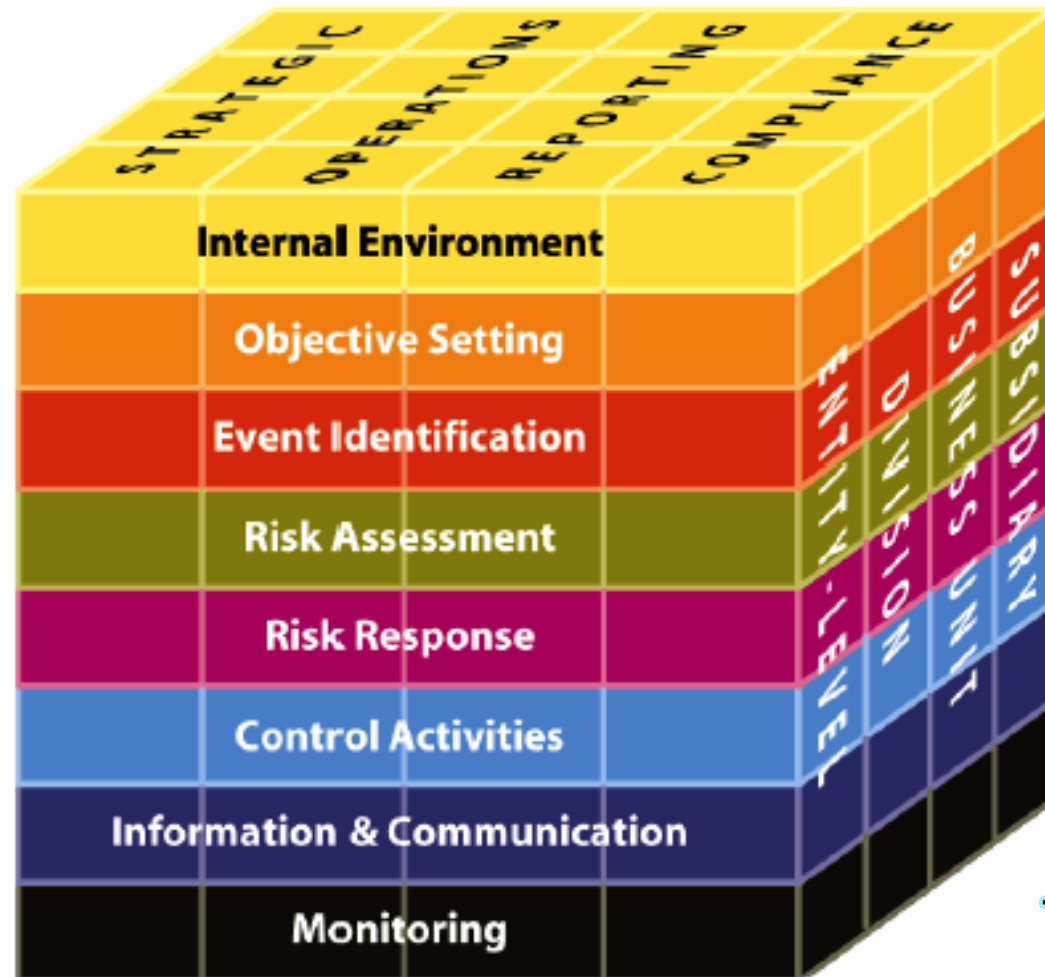 STRATEGIC
OPERATIONS
REPORTING
COMPLIANCE
Internal Environment
Objective Setting
Event Identification
Risk Assessment
Risk Response
Control Activities
Information & Communication
Monitoring
ENTITY-LEVEL
DIVISION
BUSINESS UNIT
SUBSIDIARY